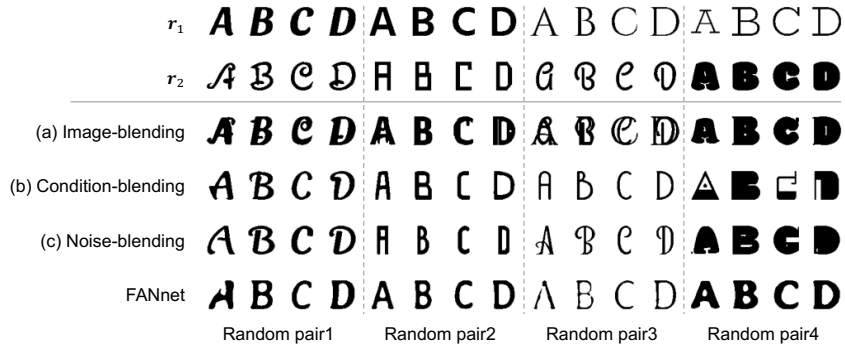 r₁ A B C D A B C D A B C D A B C D
r₂ A B C D A B C D A B C D A B C D
(a) Image-blending A B C D A B C D A B C D A B C D
(b) Condition-blending A B C D A B C D A B C D A B C D
(c) Noise-blending A B C D A B C D A B C D A B C D
FANnet A B C D A B C D A B C D A B C D
Random pair1 Random pair2 Random pair3 Random pair4